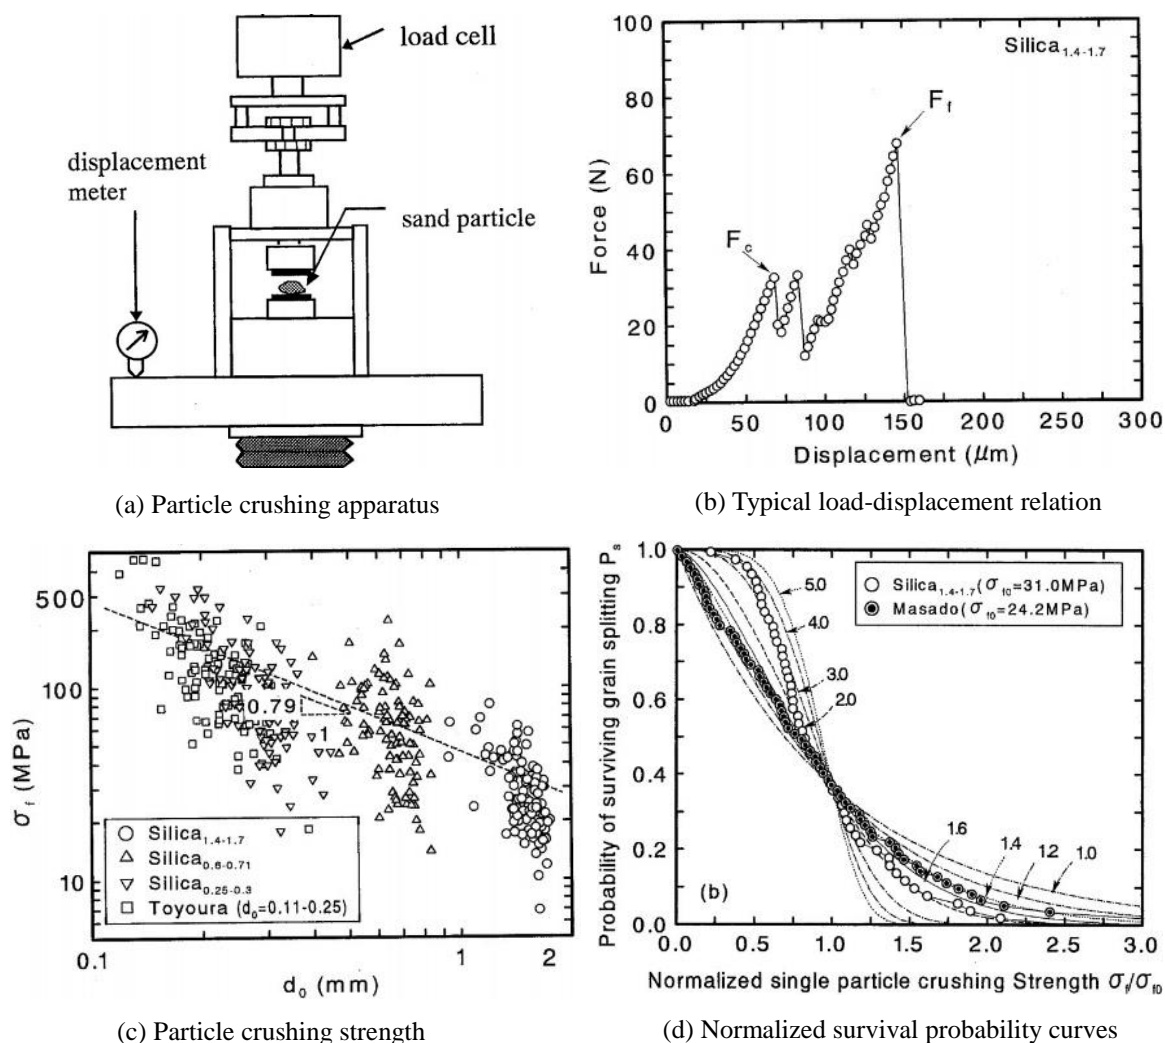 load cell
displacement
meter
sand particle
(a) Particle crushing apparatus
100
80
60
40
20
0
Force (N)
Silica1.4-1.7
Ff
Fc
0 50 100 150 200 250 300
Displacement (μm)
(b) Typical load-displacement relation
500
100
10
σf (MPa)
0.79
1
Silica1.4-1.7
Silica0.6-0.71
Silica0.25-0.3
Toyoura (d0=0.11-0.25)
0.1 1 2
d0 (mm)
(c) Particle crushing strength
1.0
0.8
0.6
0.4
0.2
0.0
Probability of surviving grain splitting Ps
Silica1.4-1.7(σf0=31.0MPa)
Masado(σf0=24.2MPa)
5.0
4.0
3.0
2.0
1.6
1.4
1.2
1.0
(b)
0.0 0.5 1.0 1.5 2.0 2.5 3.0
Normalized single particle crushing Strength σf/σf0
(d) Normalized survival probability curves